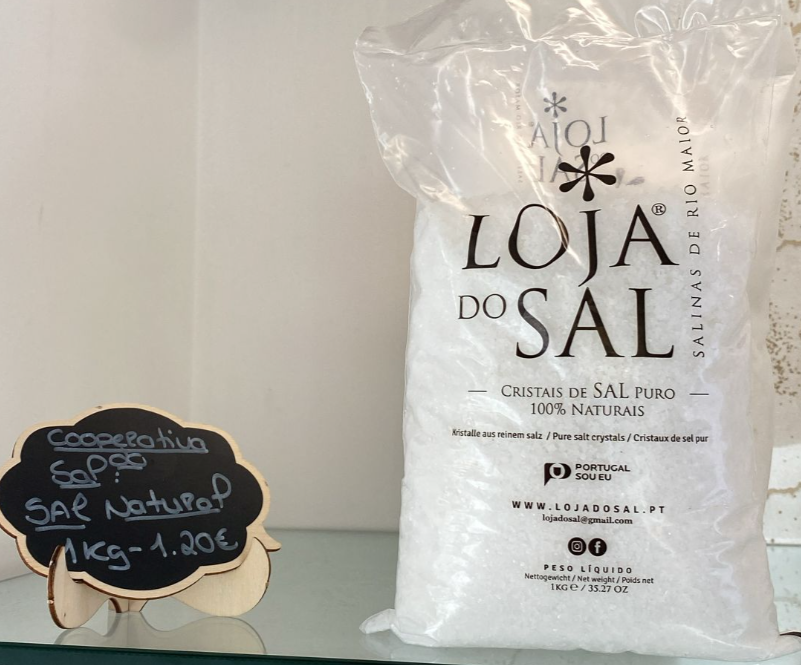 Cooperativa
Sal Natural
1Kg - 1.20€
LOJA®
DO SAL
SALINAS DE RIO MAIOR
— CRISTAIS DE SAL PURO —
100% NATURAIS
Kristalle aus reinem salz / Pure salt crystals / Cristaux de sel pur
PORTUGAL
SOU EU
WWW.LOJADOSAL.PT
lojadosal@gmail.com
PESO LÍQUIDO
Nettogewicht / Net weight / Poids net
1KG ℮ / 35.27 OZ
LOJA